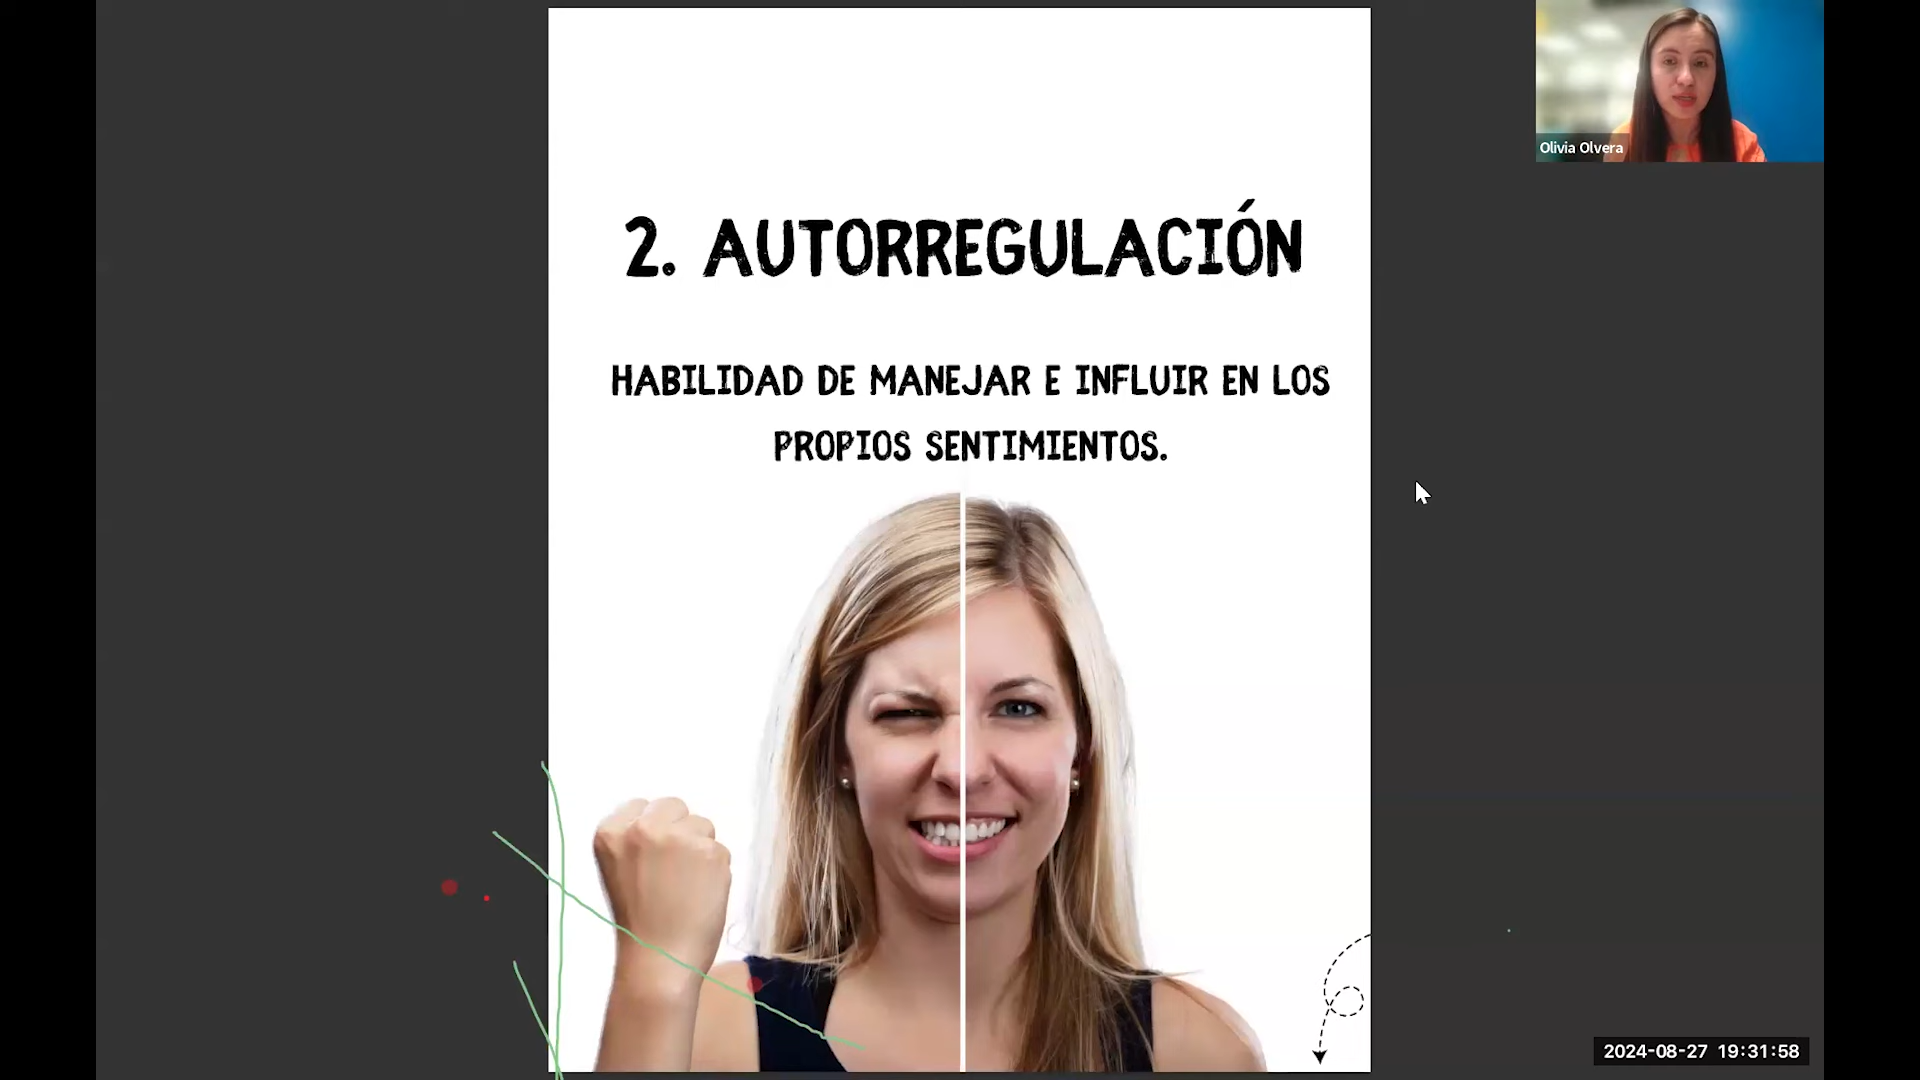 Olivia Olvera
2. AUTORREGULACIÓN
HABILIDAD DE MANEJAR E INFLUIR EN LOS
PROPIOS SENTIMIENTOS.
2024-08-27 19:31:58